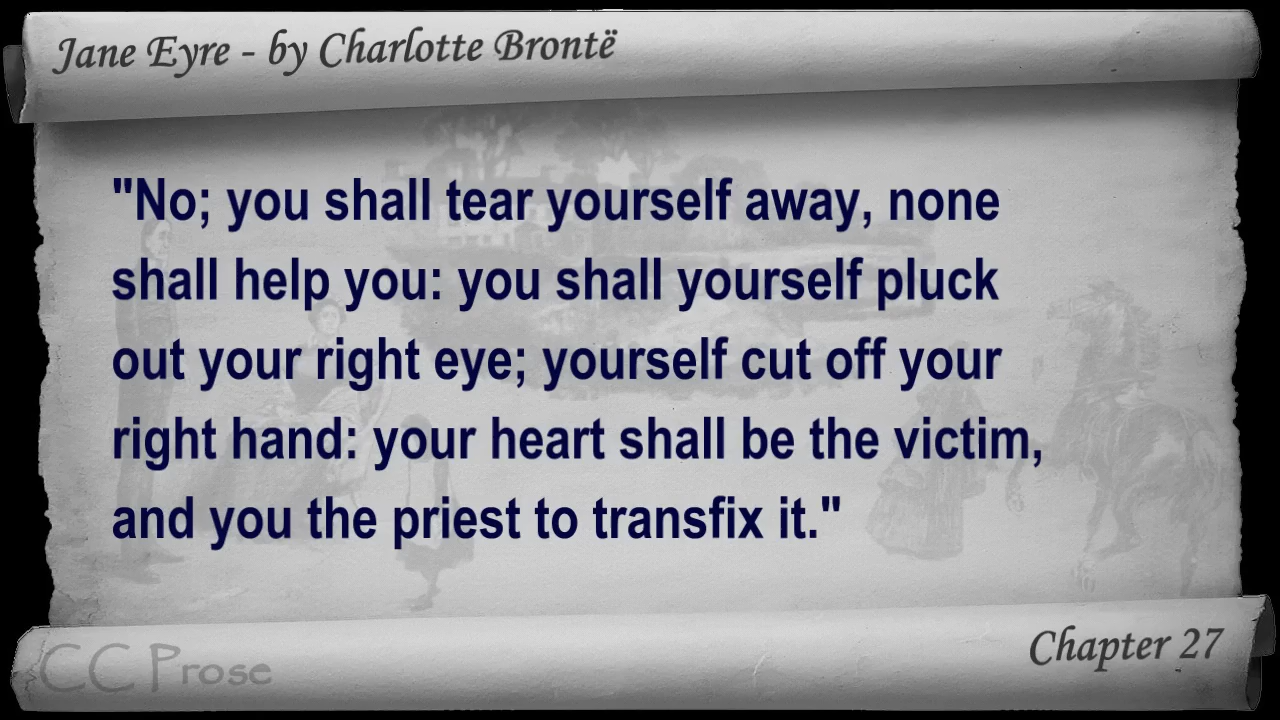 Jane Eyre - by Charlotte Brontë
"No; you shall tear yourself away, none
shall help you: you shall yourself pluck
out your right eye; yourself cut off your
right hand: your heart shall be the victim,
and you the priest to transfix it."
Chapter 27
CC Prose